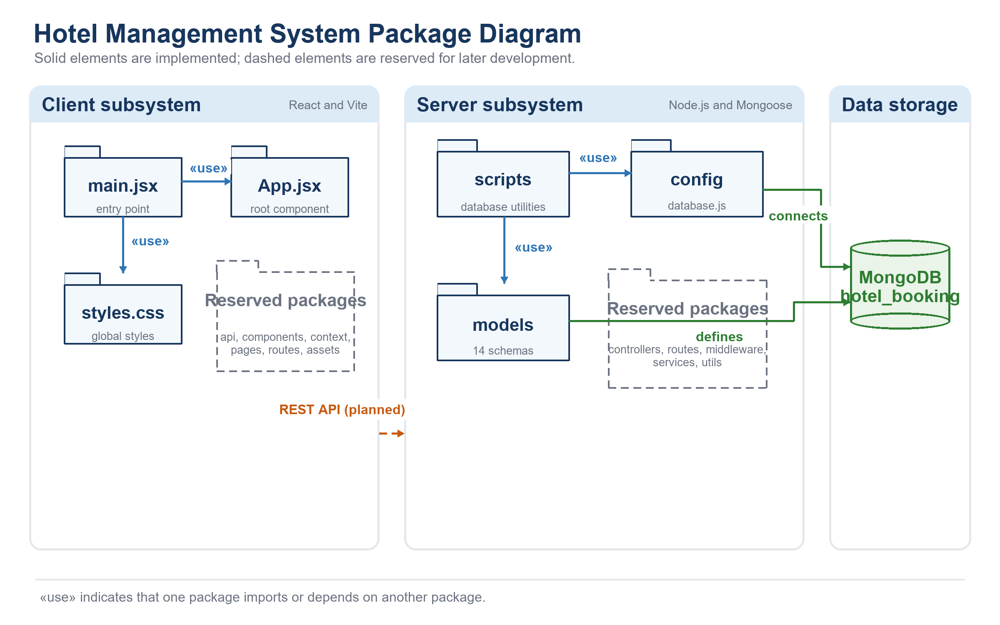 Hotel Management System Package Diagram
Solid elements are implemented; dashed elements are reserved for later development.
Client subsystem
React and Vite
main.jsx
entry point
«use»
App.jsx
root component
«use»
styles.css
global styles
Reserved packages
api, components, context,
pages, routes, assets
REST API (planned)
Server subsystem
Node.js and Mongoose
scripts
database utilities
«use»
config
database.js
connects
«use»
models
14 schemas
Reserved packages
defines
controllers, routes, middleware,
services, utils
Data storage
MongoDB
hotel_booking
«use» indicates that one package imports or depends on another package.